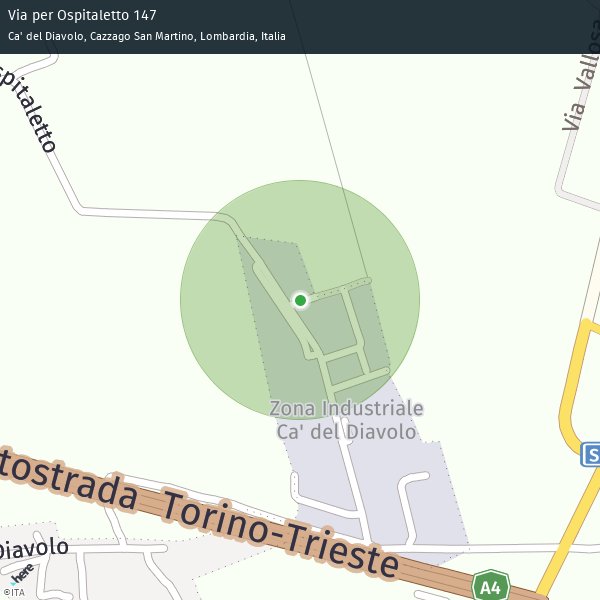 Via per Ospitaletto 147
Ca' del Diavolo, Cazzago San Martino, Lombardia, Italia
spitaletto
Via Vallosa
Zona Industriale
Ca' del Diavolo
S
tostrada Torino-Trieste
Diavolo
A4
here
©ITA